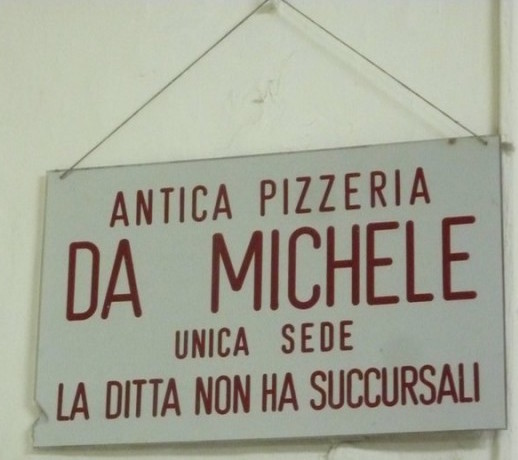 ANTICA PIZZERIA
DA MICHELE
UNICA SEDE
LA DITTA NON HA SUCCURSALI